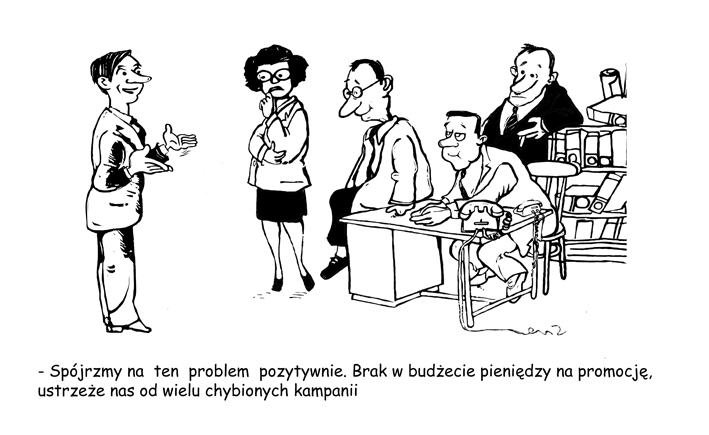 - Spójrzmy na ten problem pozytywnie. Brak w budżecie pieniędzy na promocję,
ustrzeże nas od wielu chybionych kampanii